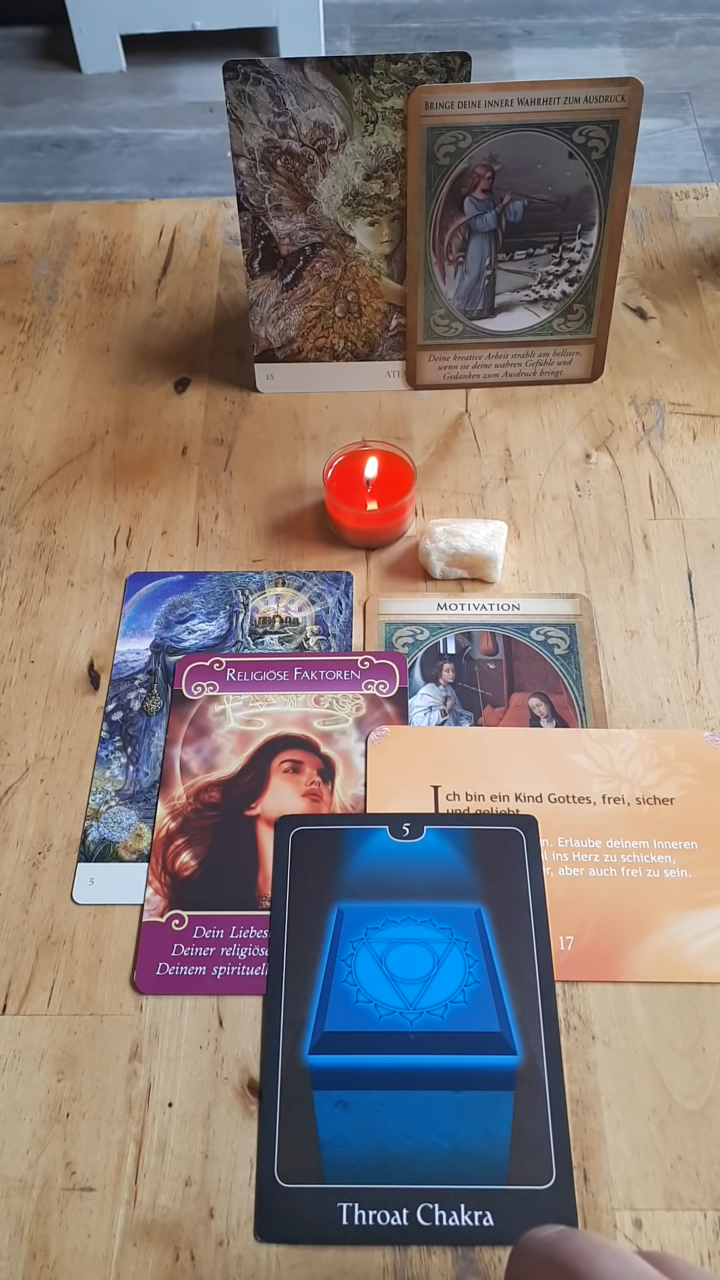 BRINGE DEINE INNERE WAHRHEIT ZUM AUSDRUCK
Deine kreative Arbeit strahlt am hellsten,
wenn sie deine wahren Gefühle und
Gedanken zum Ausdruck bringt.
15
MOTIVATION
RELIGIÖSE FAKTOREN
Ich bin ein Kind Gottes, frei, sicher
und geliebt
Erlaube deinem inneren
ins Herz zu schicken,
aber auch frei zu sein.
17
5
Dein Liebes
Deiner religiöse
Deinem spirituell
5
Throat Chakra